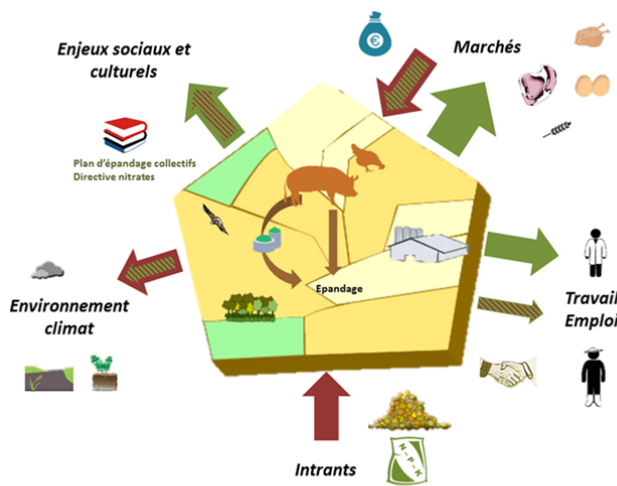 Enjeux sociaux et
culturels
Marchés
Plan d'épandage collectifs
Directive nitrates
Epandage
Environnement
climat
Travail
Emploi
Intrants
N-P-K